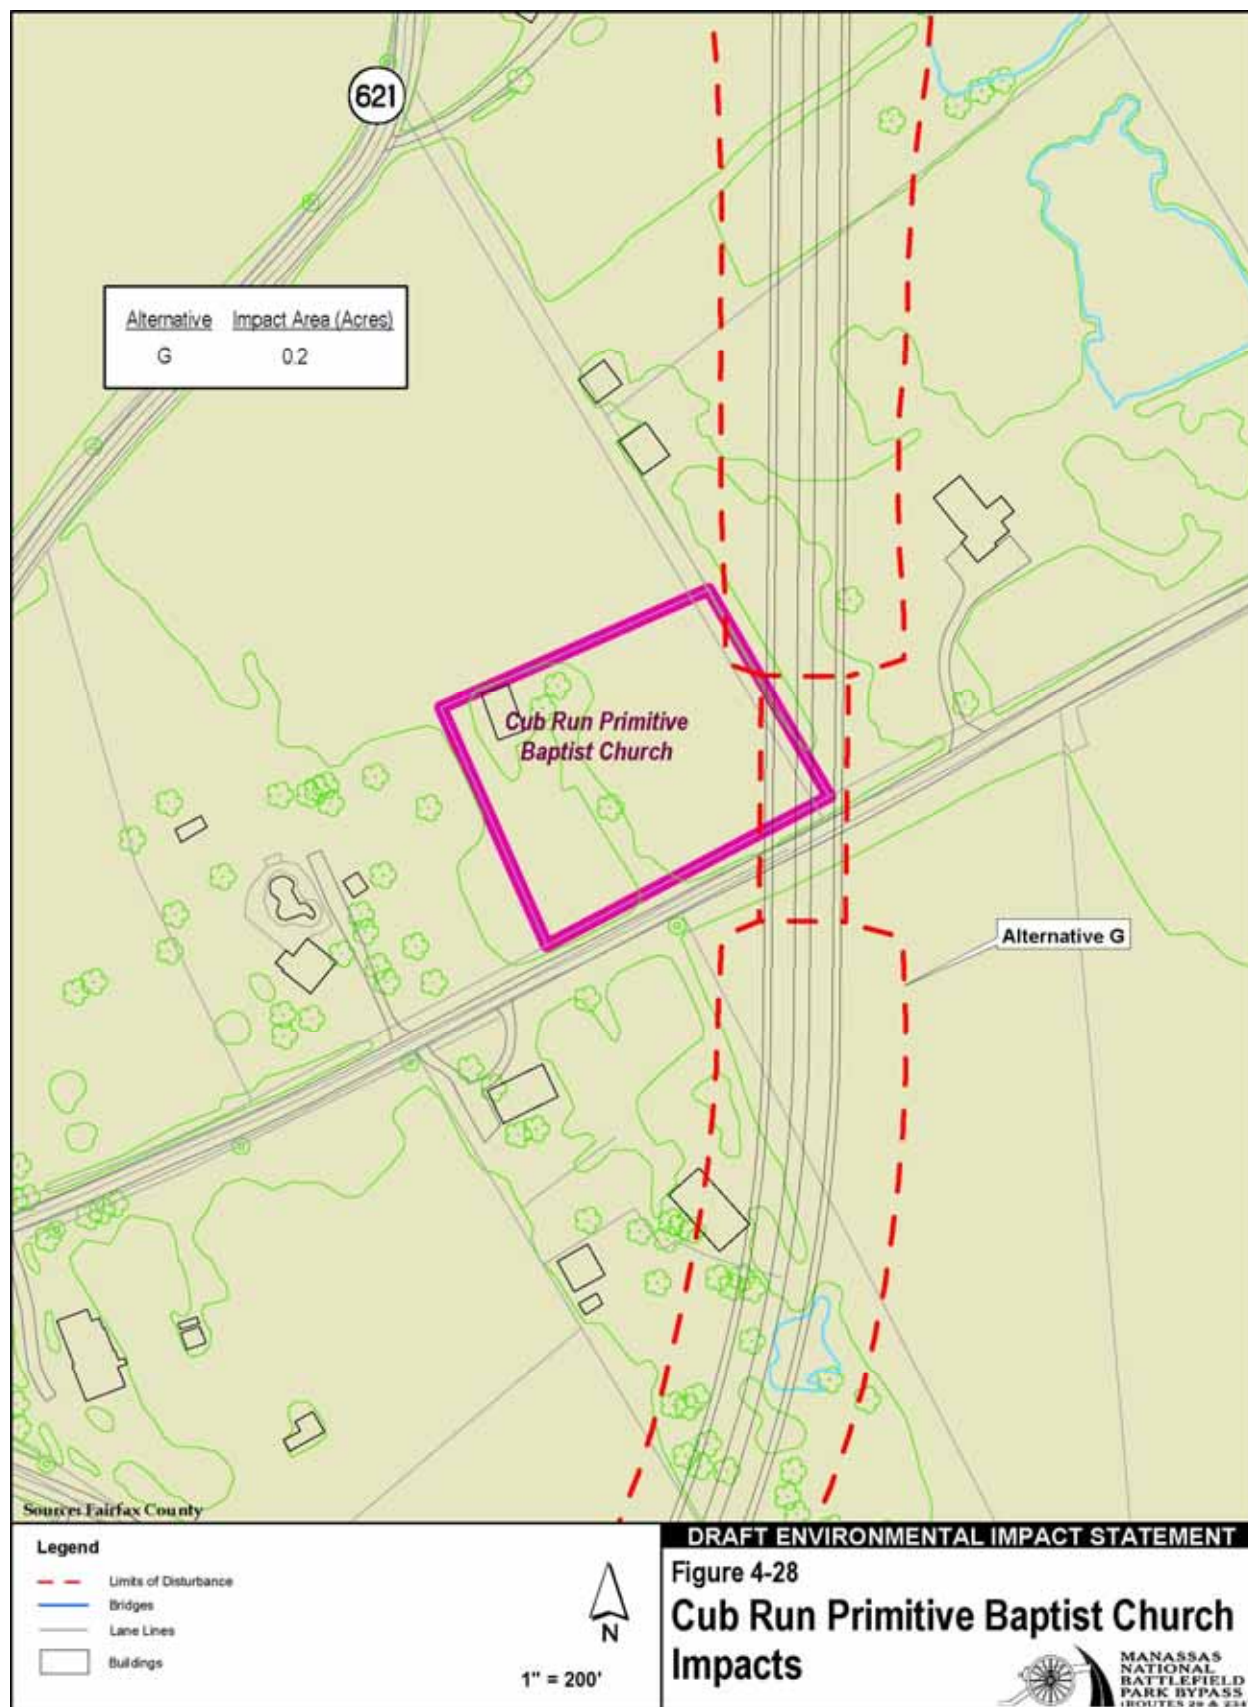 621
Alternative Impact Area (Acres)
G 0.2
Cub Run Primitive
Baptist Church
Alternative G
Source: Fairfax County
Legend
Limits of Disturbance
Bridges
Lane Lines
Buildings
N
1" = 200'
DRAFT ENVIRONMENTAL IMPACT STATEMENT
Figure 4-28
Cub Run Primitive Baptist Church
Impacts
MANASSAS
NATIONAL
BATTLEFIELD
PARK BYPASS
(ROUTES 29 &